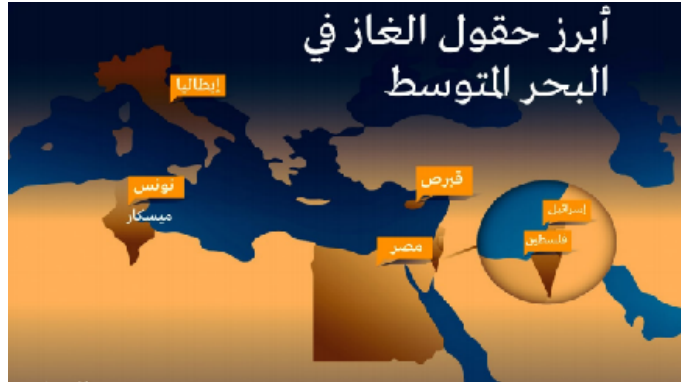 أبرز حقول الغاز في
البحر المتوسط
إيطاليا
قبرص
تونس
ميسكار
إسرائيل
فلسطين
مصر